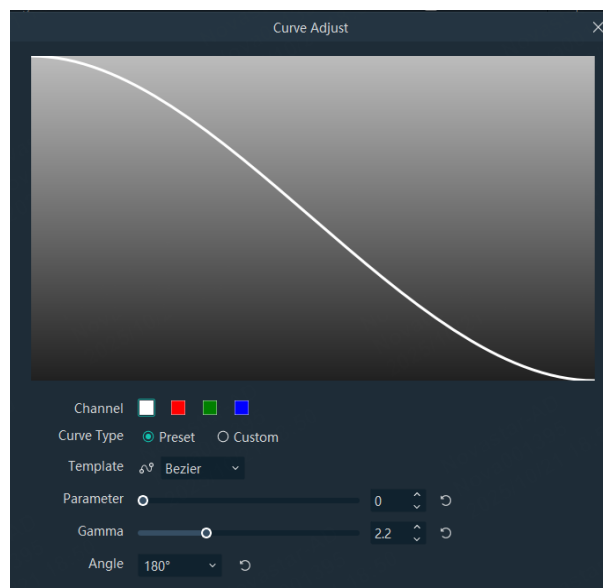 Curve Adjust
Channel
Curve Type Preset Custom
Template Bezier
Parameter 0
Gamma 2.2
Angle 180°